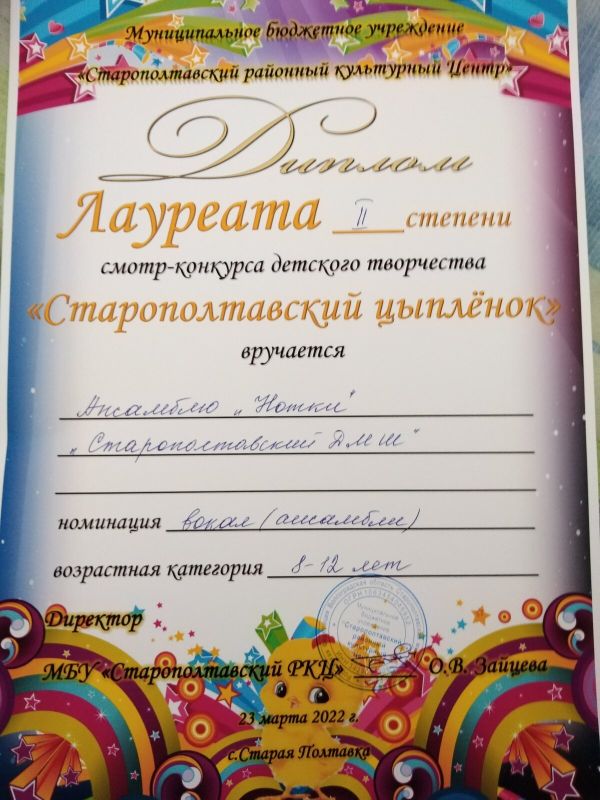 Муниципальное бюджетное учреждение
«Старополтавский районный культурный Центр»
Диплом
Лауреата II степени
смотр-конкурса детского творчества
«Старополтавский цыплёнок»
вручается
Ансамблю „Нотки"
„Старополтавский ДМШ"
номинация вокал (ансамбли)
возрастная категория 8-12 лет
Директор
МБУ «Старополтавский РКЦ» О.В. Зайцева
23 марта 2022 г.
с.Старая Полтавка